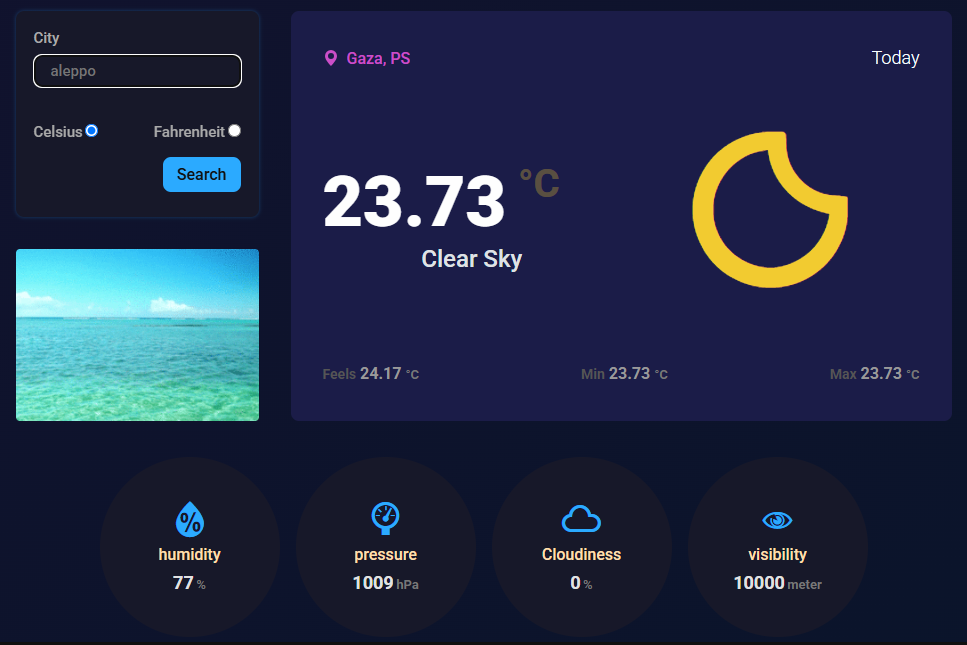 City
aleppo
Celsius Fahrenheit
Search
Gaza, PS
Today
23.73 °C
Clear Sky
Feels 24.17 °C
Min 23.73 °C
Max 23.73 °C
%
humidity
77 %
pressure
1009 hPa
Cloudiness
0 %
visibility
10000 meter